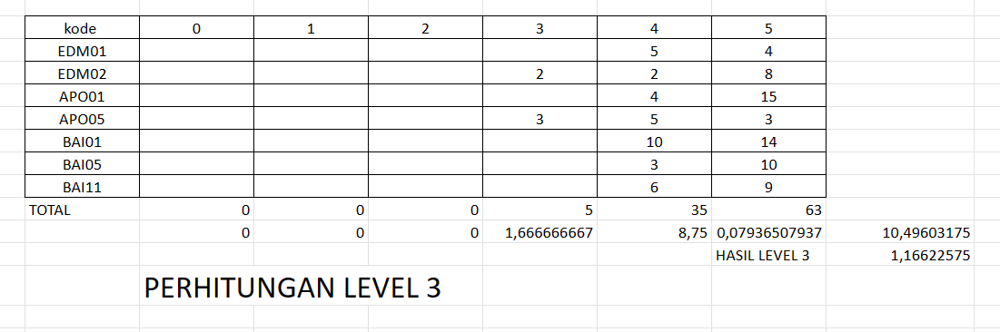 kode 0 1 2 3 4 5
EDM01 5 4
EDM02 2 2 8
APO01 4 15
APO05 3 5 3
BAI01 10 14
BAI05 3 10
BAI11 6 9
TOTAL 0 0 0 5 35 63
0 0 0 1,666666667 8,75 0,07936507937 10,49603175
HASIL LEVEL 3 1,16622575
PERHITUNGAN LEVEL 3